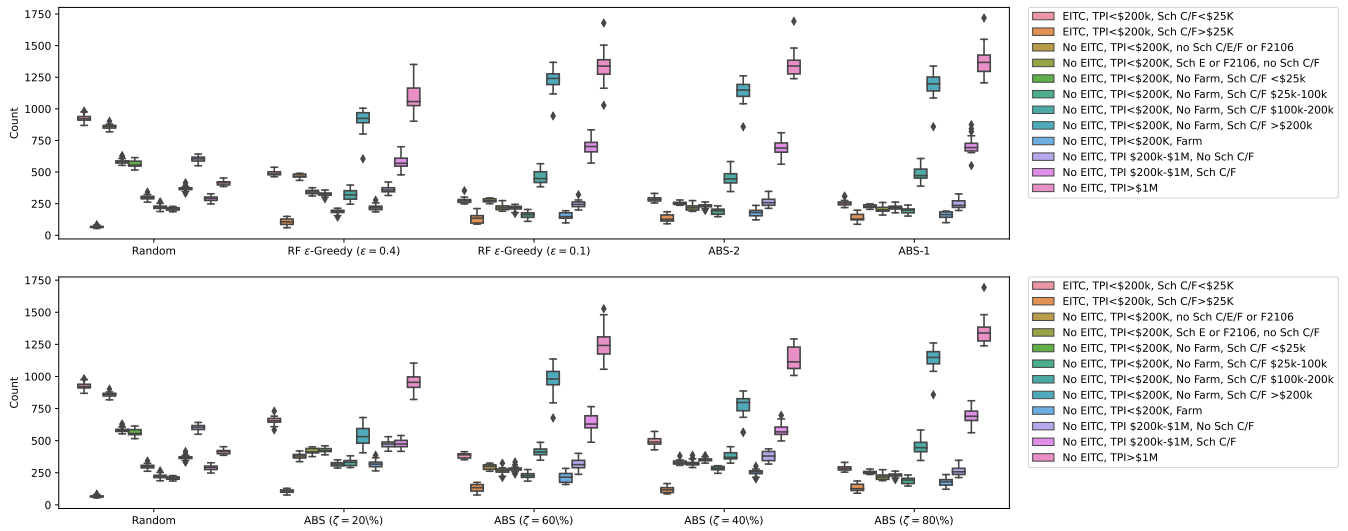 1750
1500
1250
1000
750
500
250
0
Count
Random
RF ε-Greedy (ε = 0.4)
RF ε-Greedy (ε = 0.1)
ABS-2
ABS-1
EITC, TPI<$200k, Sch C/F<$25K
EITC, TPI<$200k, Sch C/F>$25K
No EITC, TPI<$200K, no Sch C/E/F or F2106
No EITC, TPI<$200K, Sch E or F2106, no Sch C/F
No EITC, TPI<$200K, No Farm, Sch C/F <$25k
No EITC, TPI<$200K, No Farm, Sch C/F $25k-100k
No EITC, TPI<$200K, No Farm, Sch C/F $100k-200k
No EITC, TPI<$200K, No Farm, Sch C/F >$200k
No EITC, TPI<$200K, Farm
No EITC, TPI $200k-$1M, No Sch C/F
No EITC, TPI $200k-$1M, Sch C/F
No EITC, TPI>$1M
1750
1500
1250
1000
750
500
250
0
Count
Random
ABS (ζ = 20\%)
ABS (ζ = 60\%)
ABS (ζ = 40\%)
ABS (ζ = 80\%)
EITC, TPI<$200k, Sch C/F<$25K
EITC, TPI<$200k, Sch C/F>$25K
No EITC, TPI<$200K, no Sch C/E/F or F2106
No EITC, TPI<$200K, Sch E or F2106, no Sch C/F
No EITC, TPI<$200K, No Farm, Sch C/F <$25k
No EITC, TPI<$200K, No Farm, Sch C/F $25k-100k
No EITC, TPI<$200K, No Farm, Sch C/F $100k-200k
No EITC, TPI<$200K, No Farm, Sch C/F >$200k
No EITC, TPI<$200K, Farm
No EITC, TPI $200k-$1M, No Sch C/F
No EITC, TPI $200k-$1M, Sch C/F
No EITC, TPI>$1M